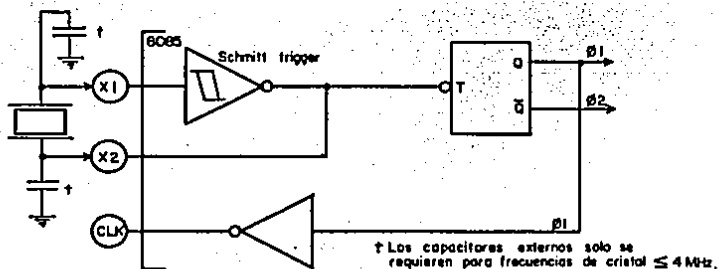 †
6085
Schmitt trigger
X1
T
Q
Ø1
Q̅
Ø2
X2
†
CLK
Ø1
† Los capacitores externos solo se
requieren para frecuencias de cristal ≤ 4 MHz.